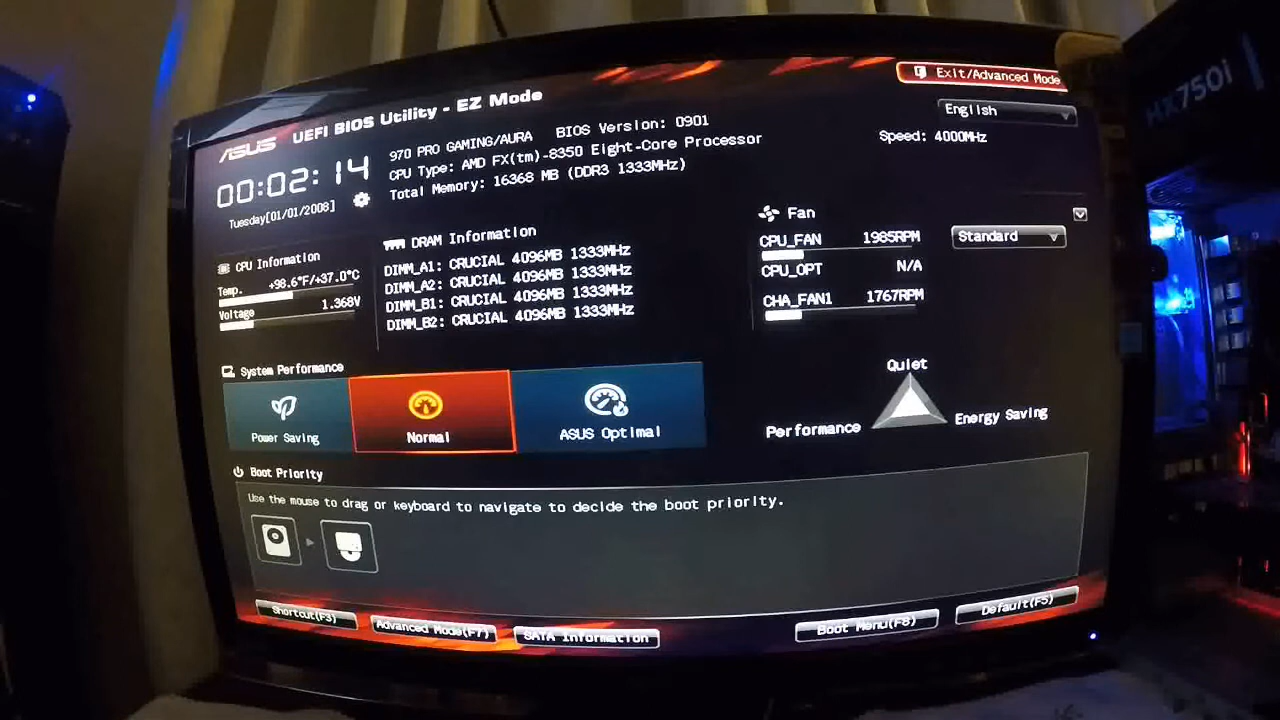 Exit/Advanced Mode
ASUS UEFI BIOS Utility - EZ Mode
English
970 PRO GAMING/AURA BIOS Version: 0901
CPU Type: AMD FX(tm)-8350 Eight-Core Processor
Speed: 4000MHz
Total Memory: 16368 MB (DDR3 1333MHz)
00:02:14
Tuesday[01/01/2008]
CPU Information
Temp. +98.6°F/+37.0°C
Voltage 1.368V
DRAM Information
DIMM_A1: CRUCIAL 4096MB 1333MHz
DIMM_A2: CRUCIAL 4096MB 1333MHz
DIMM_B1: CRUCIAL 4096MB 1333MHz
DIMM_B2: CRUCIAL 4096MB 1333MHz
Fan
CPU_FAN 1985RPM
Standard
CPU_OPT N/A
CHA_FAN1 1767RPM
System Performance
Power Saving
Normal
ASUS Optimal
Quiet
Performance
Energy Saving
Boot Priority
Use the mouse to drag or keyboard to navigate to decide the boot priority.
Shortcut(F3)
Advanced Mode(F7)
SATA Information
Boot Menu(F8)
Default(F5)
HX750i